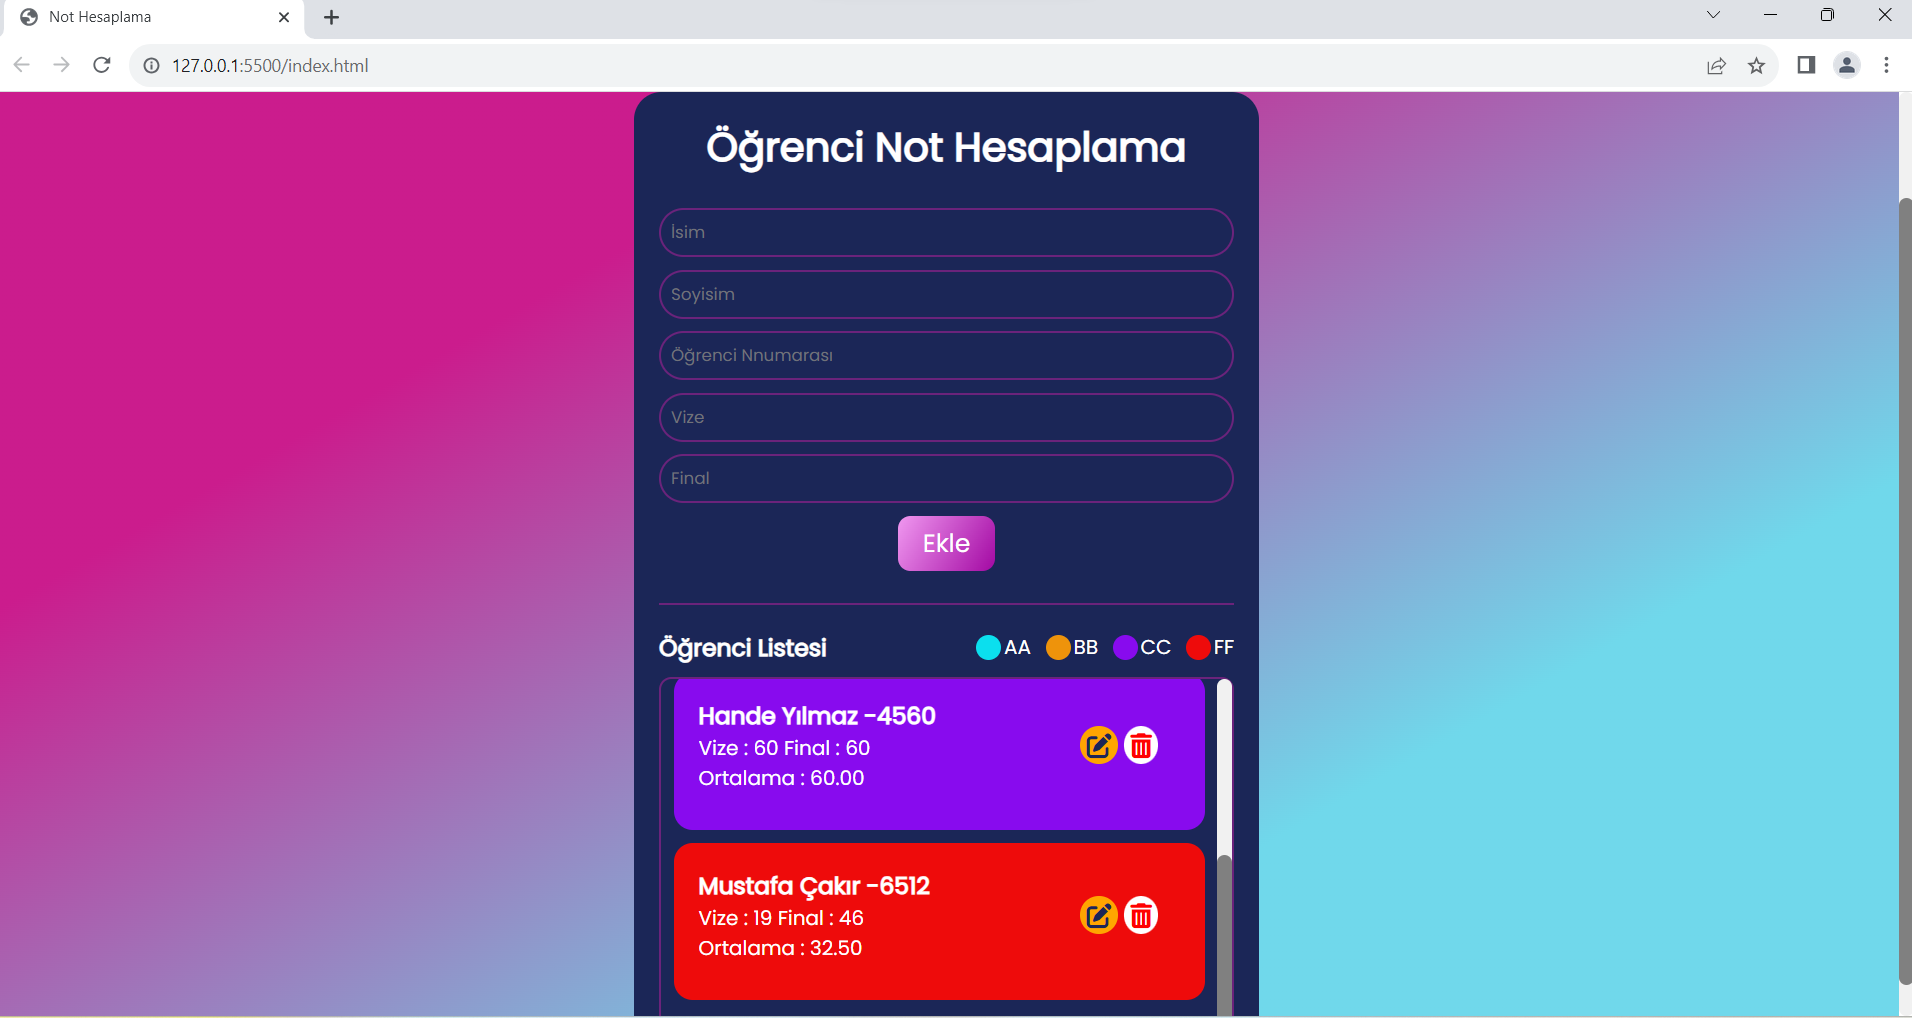 Not Hesaplama
127.0.0.1:5500/index.html
Öğrenci Not Hesaplama
İsim
Soyisim
Öğrenci Nnumarası
Vize
Final
Ekle
Öğrenci Listesi AA BB CC FF
Hande Yılmaz -4560
Vize : 60 Final : 60
Ortalama : 60.00
Mustafa Çakır -6512
Vize : 19 Final : 46
Ortalama : 32.50